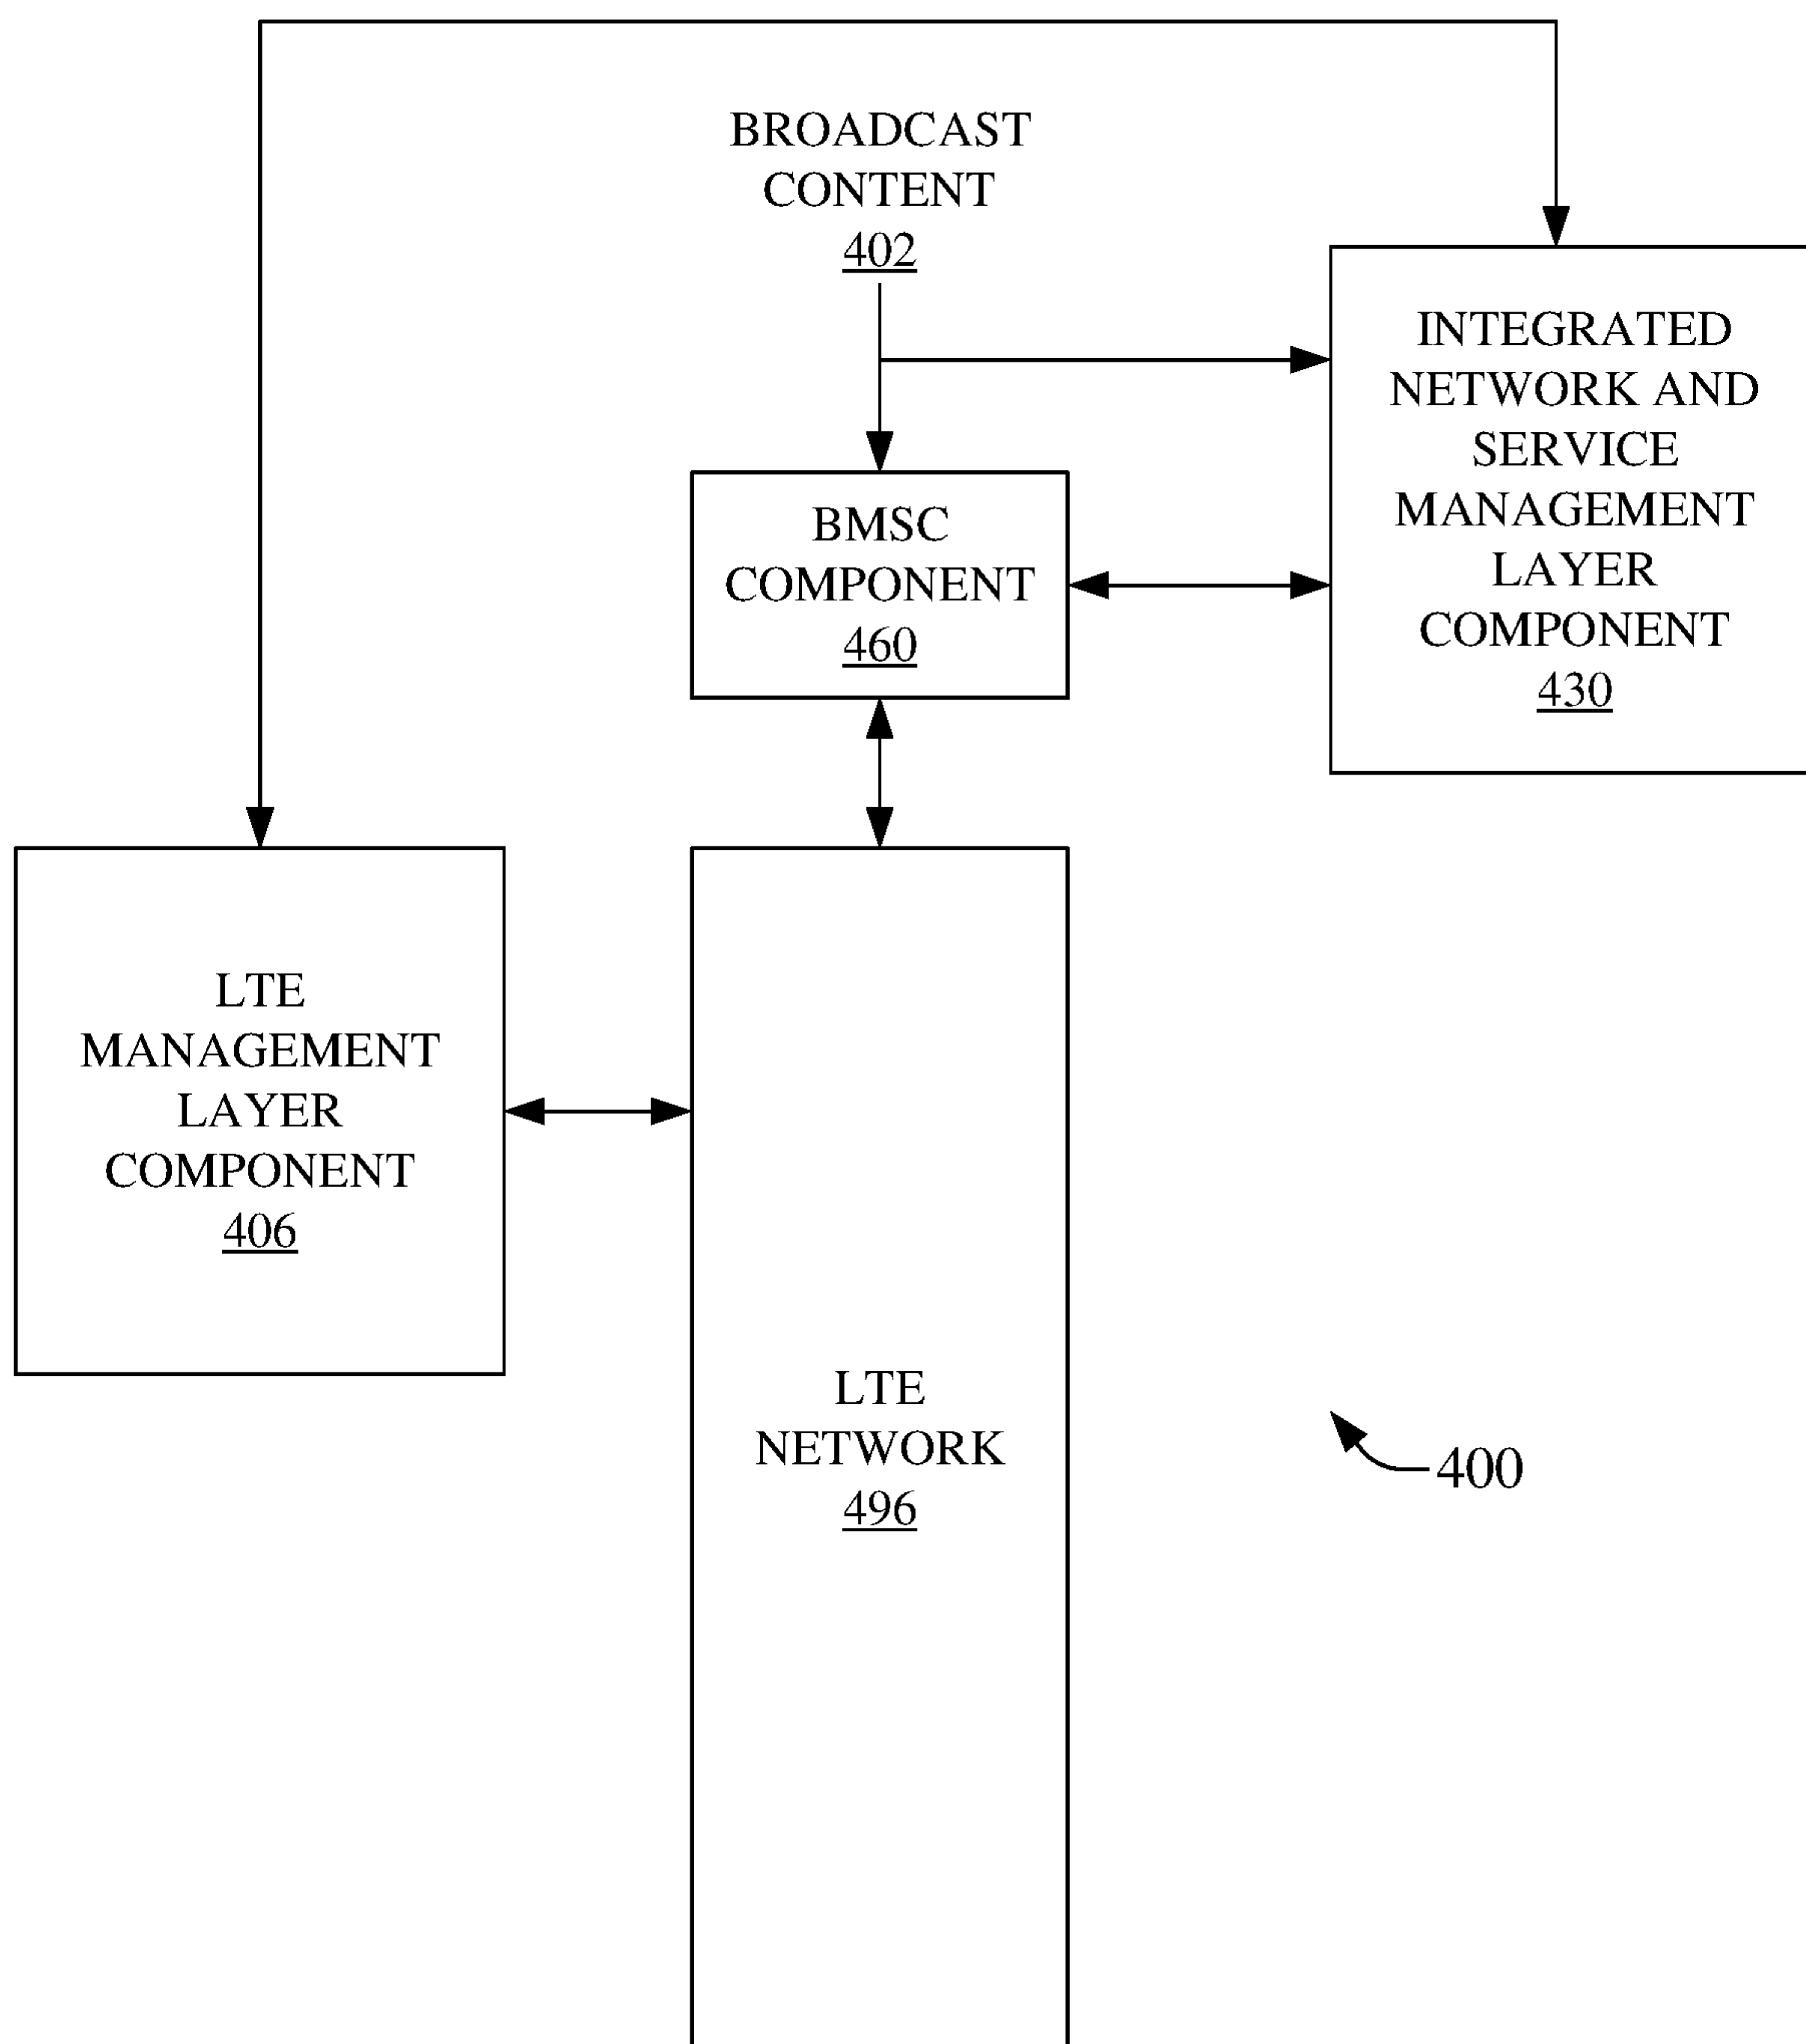 BROADCAST
CONTENT
402
INTEGRATED
NETWORK AND
SERVICE
MANAGEMENT
LAYER
COMPONENT
430
BMSC
COMPONENT
460
LTE
MANAGEMENT
LAYER
COMPONENT
406
LTE
NETWORK
496
400